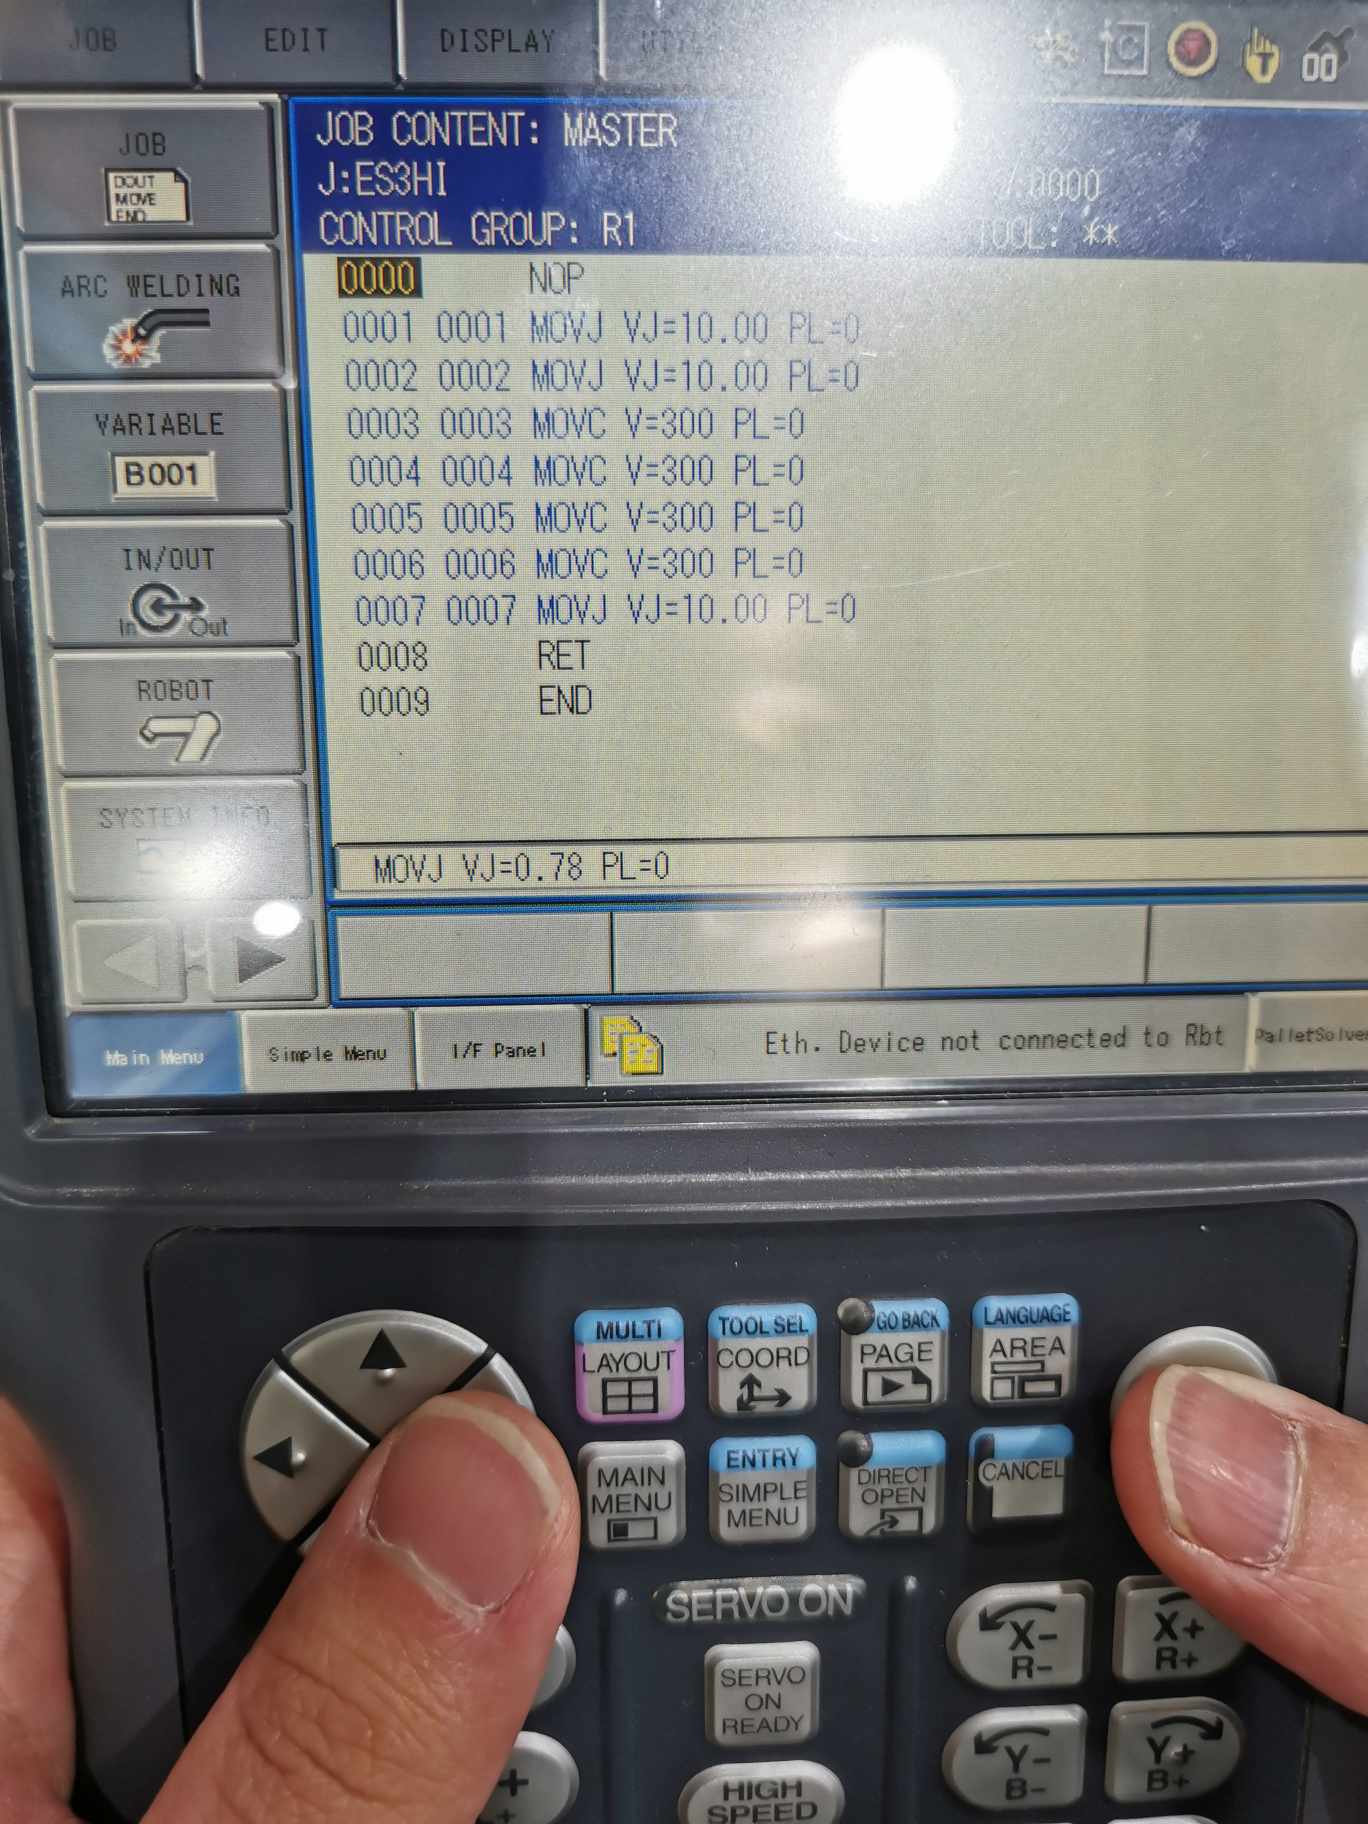 JOB EDIT DISPLAY
JOB
DOUT
MOVE
END
ARC WELDING
VARIABLE
B001
IN/OUT
In Out
ROBOT
SYSTEM INFO
JOB CONTENT: MASTER
J:ES3HI :0000
CONTROL GROUP: R1 TOOL: **
0000 NOP
0001 0001 MOVJ VJ=10.00 PL=0
0002 0002 MOVJ VJ=10.00 PL=0
0003 0003 MOVC V=300 PL=0
0004 0004 MOVC V=300 PL=0
0005 0005 MOVC V=300 PL=0
0006 0006 MOVC V=300 PL=0
0007 0007 MOVJ VJ=10.00 PL=0
0008 RET
0009 END
MOVJ VJ=0.78 PL=0
Main Menu Simple Menu I/F Panel Eth. Device not connected to Rbt
MULTI
LAYOUT
TOOL SEL
COORD
GO BACK
PAGE
LANGUAGE
AREA
MAIN
MENU
ENTRY
SIMPLE
MENU
DIRECT
OPEN
CANCEL
SERVO ON
SERVO
ON
READY
HIGH
SPEED
X-
R-
X+
R+
Y-
B-
Y+
B+